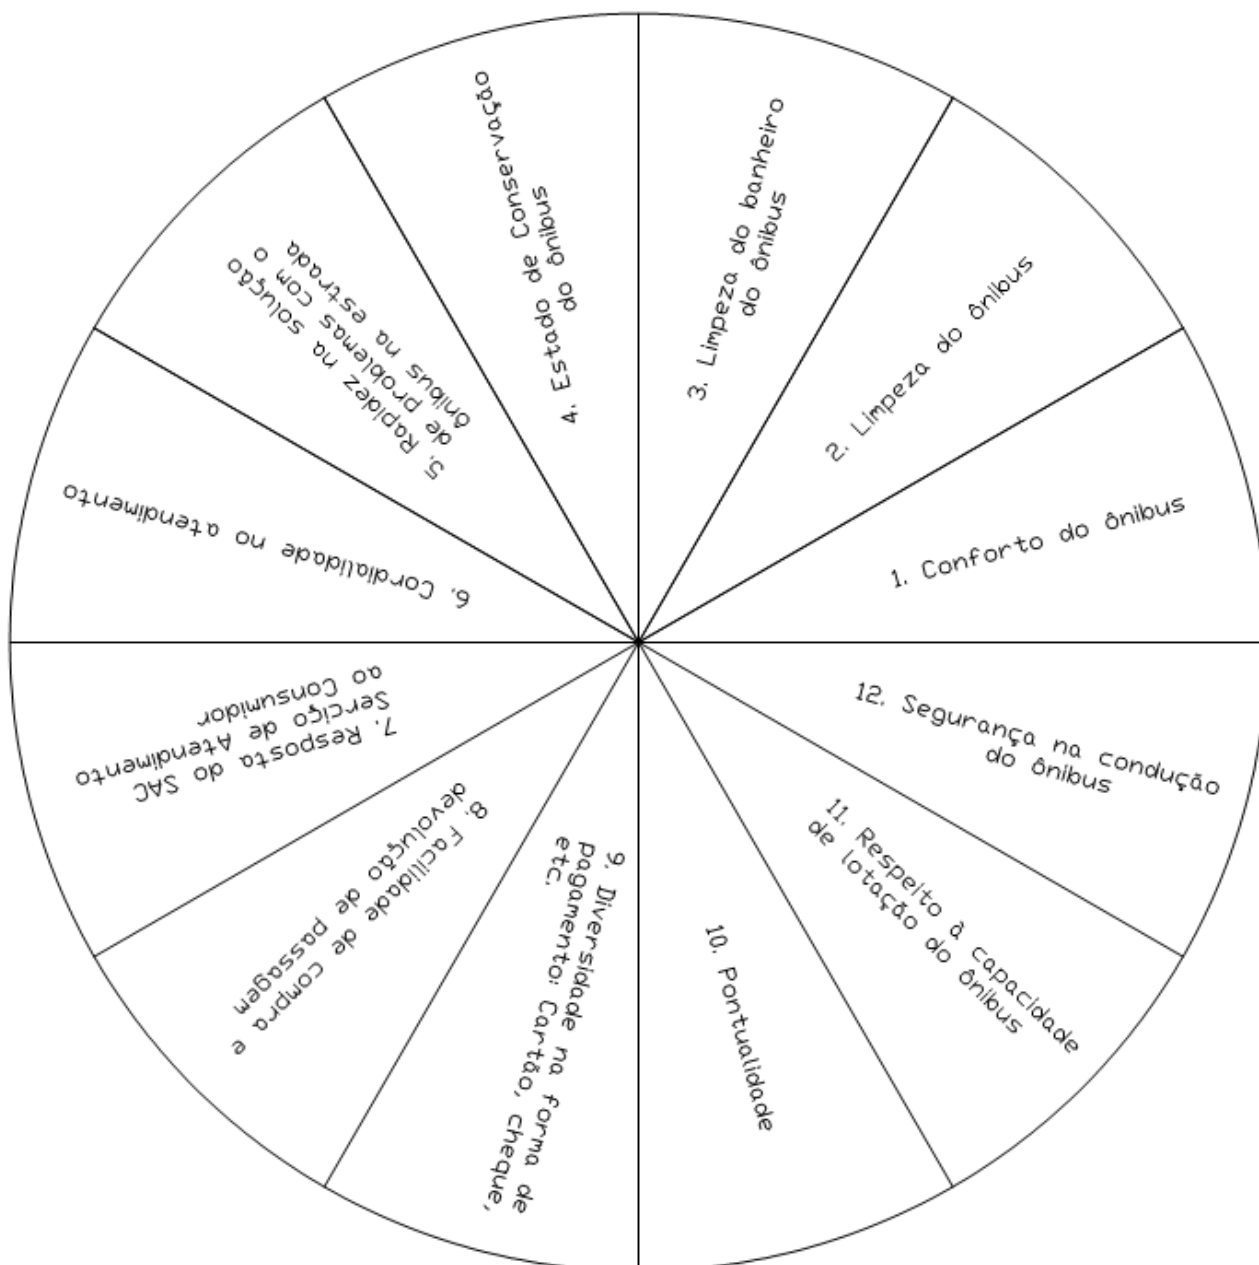 1. Conforto do ônibus
2. Limpeza do ônibus
3. Limpeza do banheiro
do ônibus
4. Estado de Conservação
do ônibus
5. Rapidez na solução
de problemas com o
ônibus na estrada
6. Cordialidade no atendimento
7. Resposta do SAC
Serciço de Atendimento
ao Consumidor
8. Facilidade de compra e
devolução de passagem
9. Diversidade na forma de
pagamento: Cartão, cheque,
etc.
10. Pontualidade
11. Respeito à capacidade
de lotação do ônibus
12. Segurança na condução
do ônibus